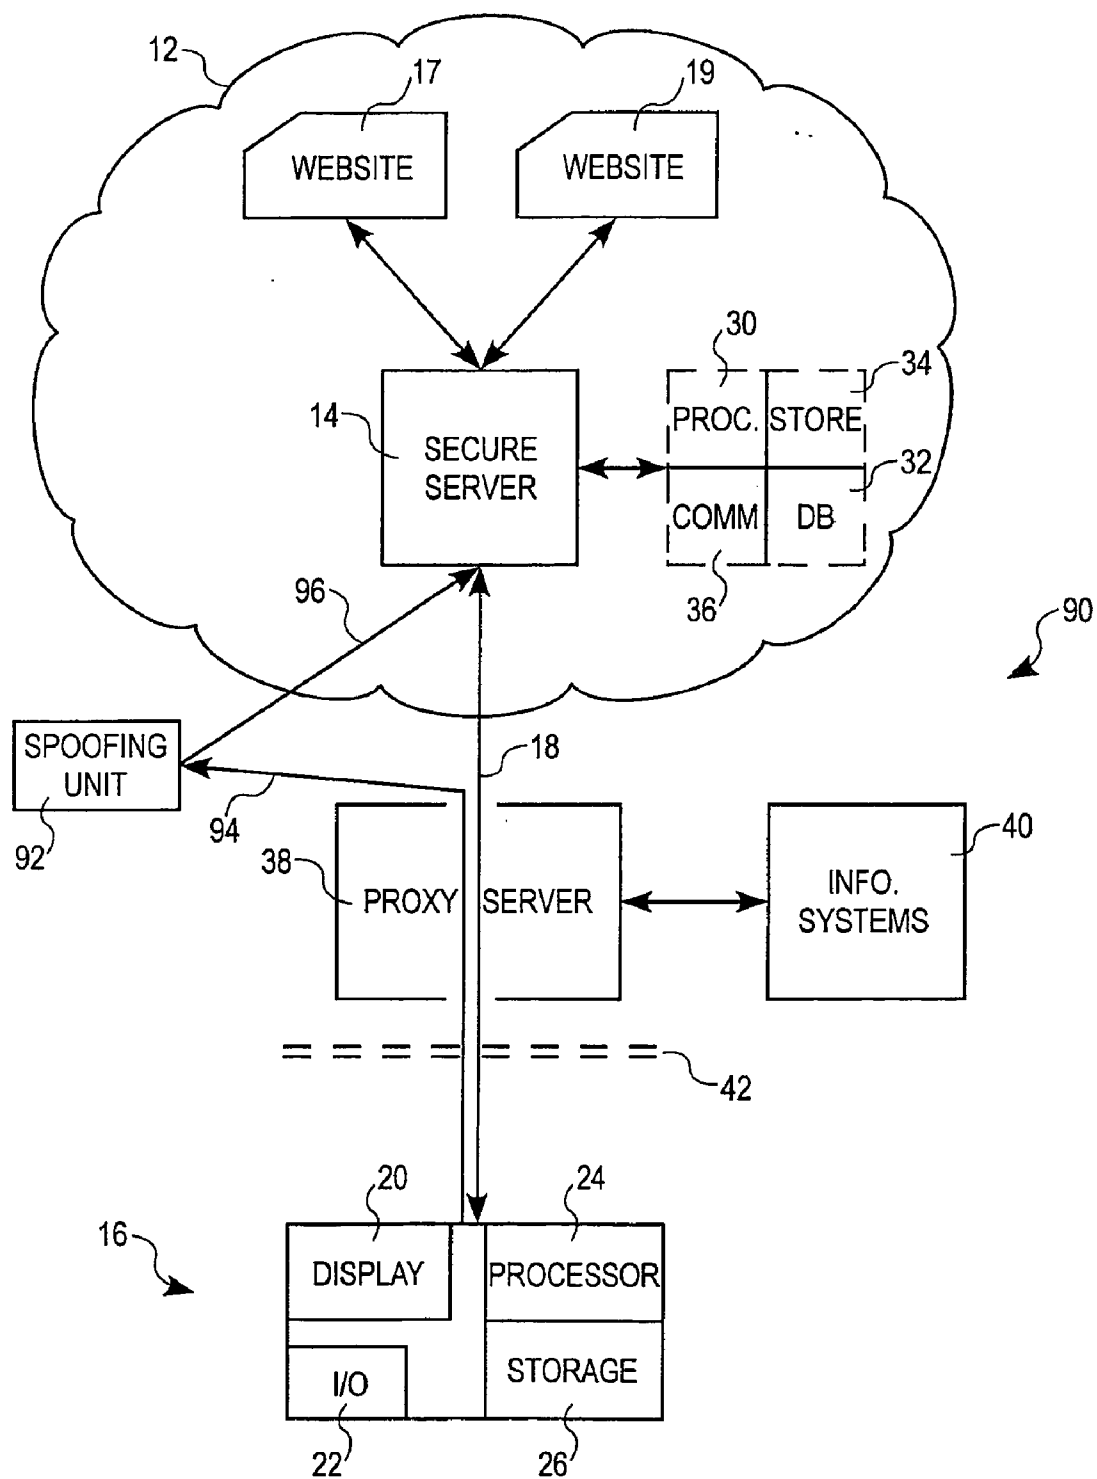 12
17
19
WEBSITE
WEBSITE
30
34
14
SECURE
SERVER
PROC.
STORE
32
COMM
DB
96
36
90
SPOOFING
UNIT
18
92
94
38
40
PROXY SERVER
INFO.
SYSTEMS
42
20
24
16
DISPLAY
PROCESSOR
I/O
STORAGE
22
26